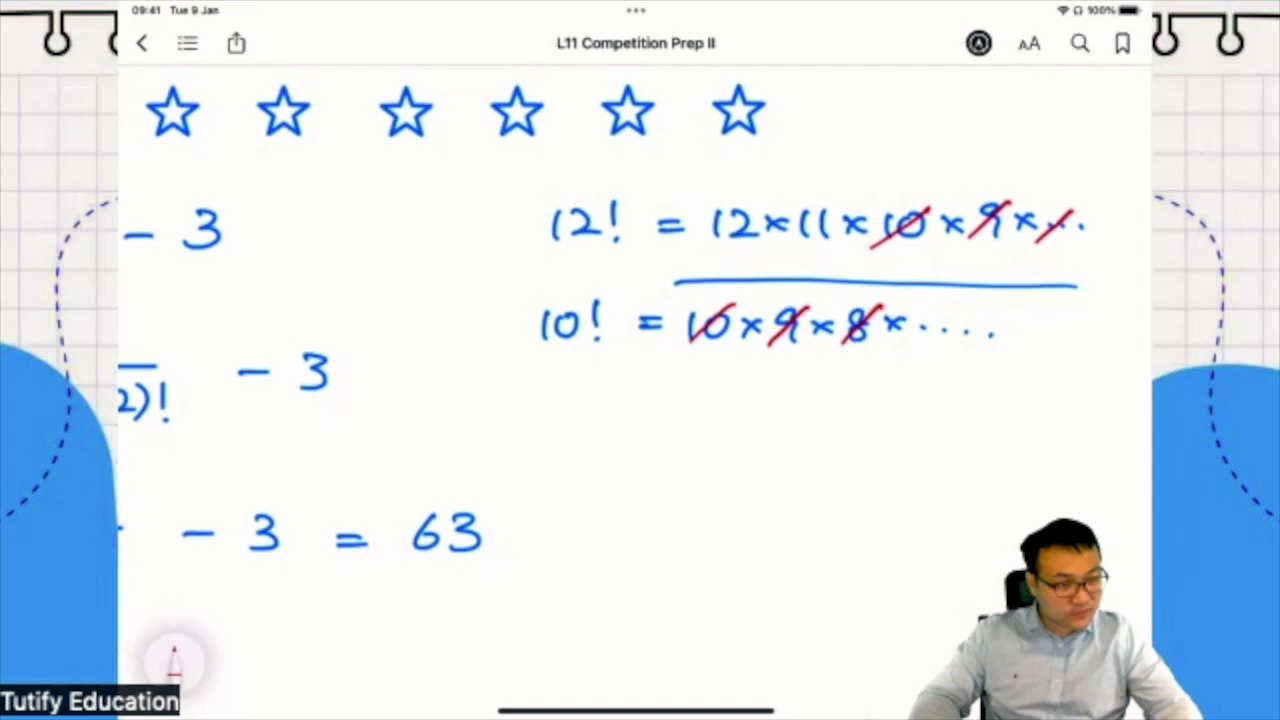 09:41 Tue 9 Jan
100%
L11 Competition Prep II
AA
- 3
12! = 12 × 11 × 10 × 9 × ...
10! = 10 × 9 × 8 × ....
2)! - 3
- 3 = 63
Tutify Education